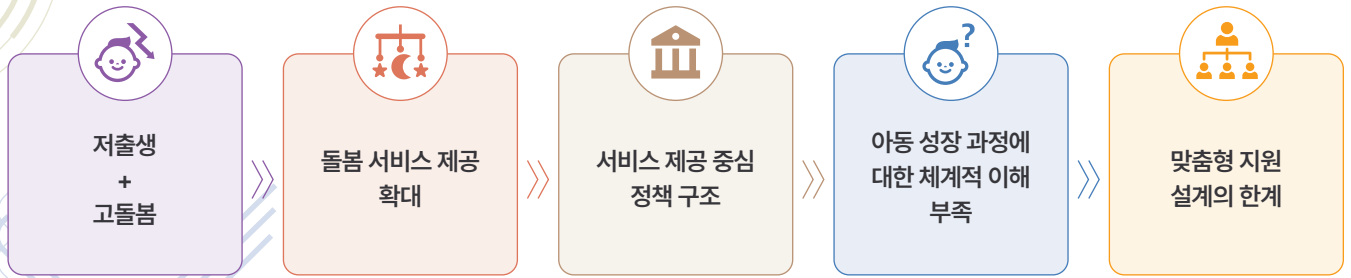 저출생
+
고돌봄
돌봄 서비스 제공
확대
서비스 제공 중심
정책 구조
아동 성장 과정에
대한 체계적 이해
부족
맞춤형 지원
설계의 한계